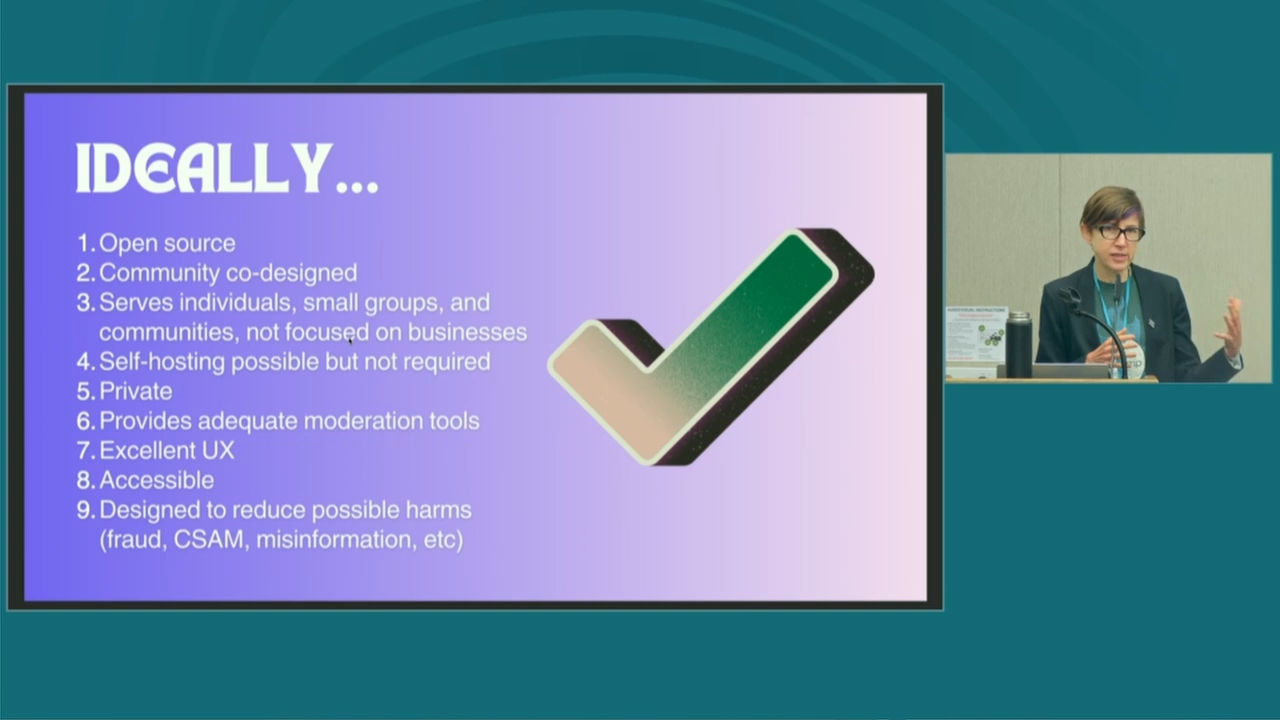 IDEALLY...
1. Open source
2. Community co-designed
3. Serves individuals, small groups, and
communities, not focused on businesses
4. Self-hosting possible but not required
5. Private
6. Provides adequate moderation tools
7. Excellent UX
8. Accessible
9. Designed to reduce possible harms
(fraud, CSAM, misinformation, etc)